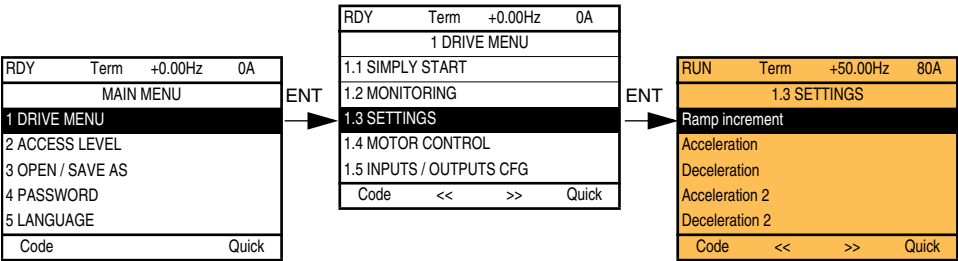 RDY Term +0.00Hz 0A
MAIN MENU
1 DRIVE MENU
2 ACCESS LEVEL
3 OPEN / SAVE AS
4 PASSWORD
5 LANGUAGE
Code Quick
ENT
RDY Term +0.00Hz 0A
1 DRIVE MENU
1.1 SIMPLY START
1.2 MONITORING
1.3 SETTINGS
1.4 MOTOR CONTROL
1.5 INPUTS / OUTPUTS CFG
Code << >> Quick
ENT
RUN Term +50.00Hz 80A
1.3 SETTINGS
Ramp increment
Acceleration
Deceleration
Acceleration 2
Deceleration 2
Code << >> Quick